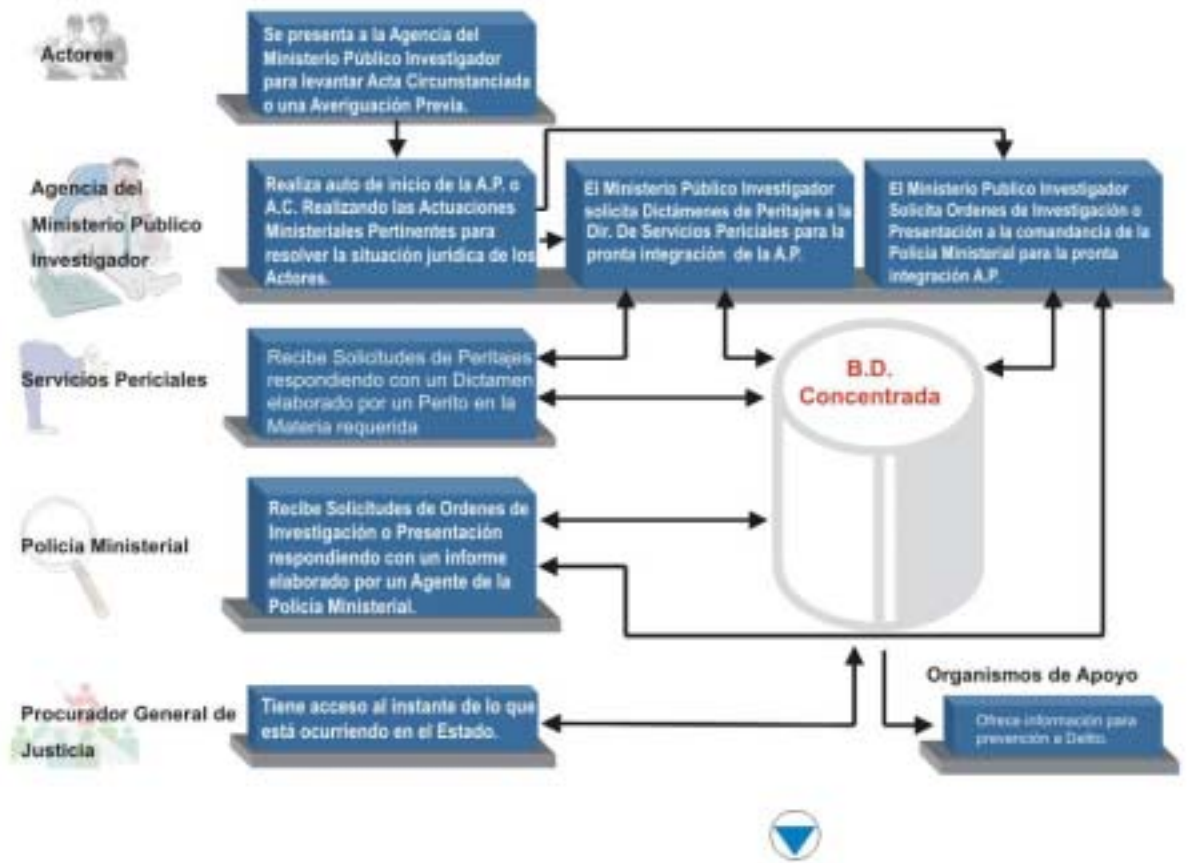 Actores
Se presenta a la Agencia del
Ministerio Público Investigador
para levantar Acta Circunstanciada
o una Averiguación Previa.
Agencia del
Ministerio Público
Investigador
Realiza auto de inicio de la A.P. o
A.C. Realizando las Actuaciones
Ministeriales Pertinentes para
resolver la situación jurídica de los
Actores.
El Ministerio Público Investigador
solicita Dictámenes de Peritajes a la
Dir. De Servicios Periciales para la
pronta integración de la A.P.
El Ministerio Publico Investigador
Solicita Ordenes de Investigación o
Presentación a la comandancia de la
Policía Ministerial para la pronta
integración A.P.
Servicios Periciales
Recibe Solicitudes de Peritajes
respondiendo con un Dictamen
elaborado por un Perito en la
Materia requerida
B.D.
Concentrada
Policía Ministerial
Recibe Solicitudes de Ordenes de
Investigación o Presentación
respondiendo con un informe
elaborado por un Agente de la
Policía Ministerial.
Procurador General de
Justicia
Tiene acceso al instante de lo que
está ocurriendo en el Estado.
Organismos de Apoyo
Ofrece información para
prevención a Delito.